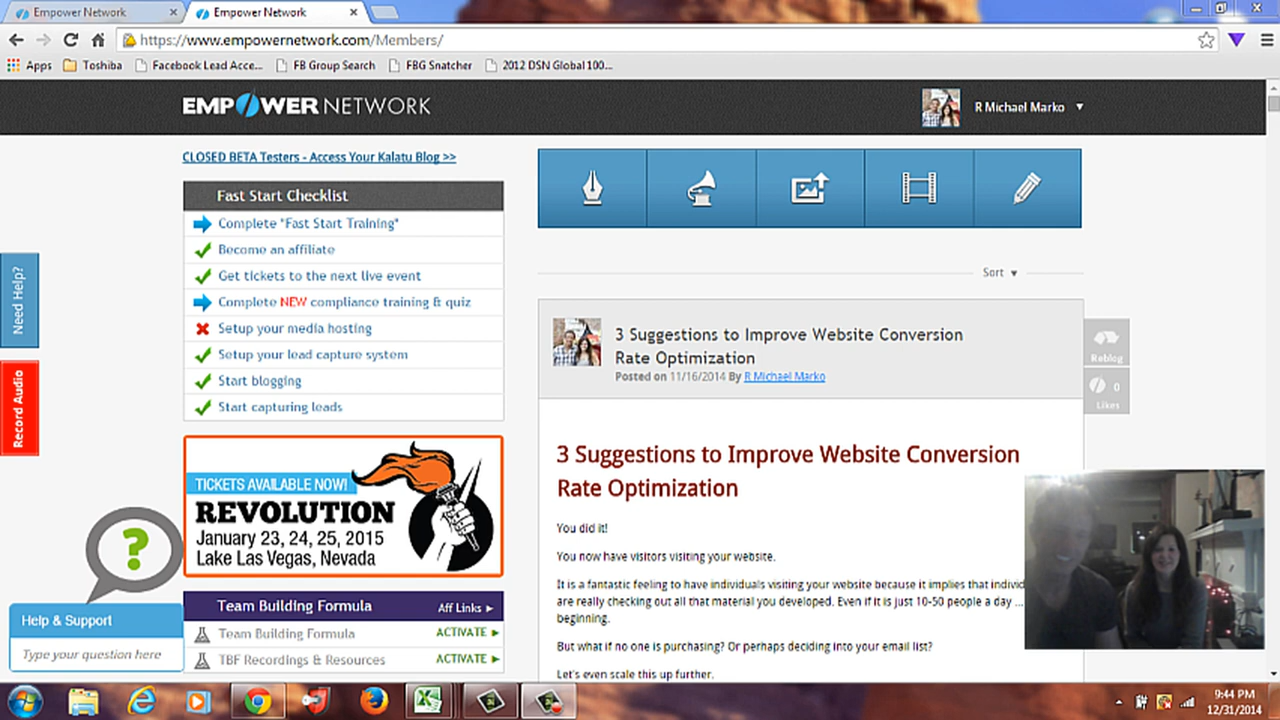 Empower Network
Empower Network
https://www.empowernetwork.com/Members/
Apps
Toshiba
Facebook Lead Acce...
FB Group Search
FBG Snatcher
2012 DSN Global 100...
EMPOWER NETWORK
R Michael Marko
CLOSED BETA Testers - Access Your Kalatu Blog >>
Fast Start Checklist
Complete "Fast Start Training"
Become an affiliate
Get tickets to the next live event
Complete NEW compliance training & quiz
Setup your media hosting
Setup your lead capture system
Start blogging
Start capturing leads
Need Help?
Record Audio
TICKETS AVAILABLE NOW!
REVOLUTION
January 23, 24, 25, 2015
Lake Las Vegas, Nevada
?
Help & Support
Type your question here
Team Building Formula Aff Links ►
Team Building Formula ACTIVATE ►
TBF Recordings & Resources ACTIVATE ►
Sort ▼
3 Suggestions to Improve Website Conversion
Rate Optimization
Posted on 11/16/2014 By R Michael Marko
Reblog
0
Likes
3 Suggestions to Improve Website Conversion
Rate Optimization
You did it!
You now have visitors visiting your website.
It is a fantastic feeling to have individuals visiting your website because it implies that individ
are really checking out all that material you developed. Even if it is just 10-50 people a day ...
beginning.
But what if no one is purchasing? Or perhaps deciding into your email list?
Let's even scale this up further.
9:44 PM
12/31/2014